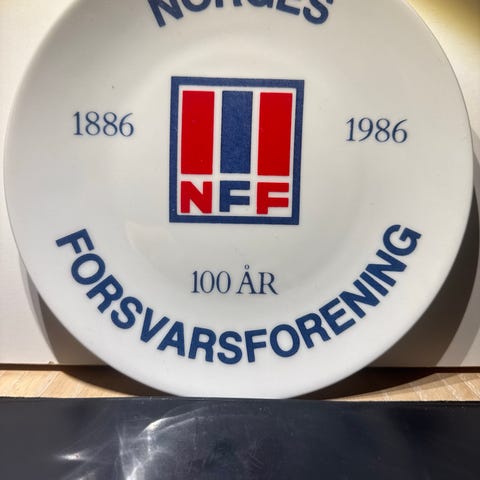 NORGES
1886
1986
NFF
100 ÅR
FORSVARSFORENING